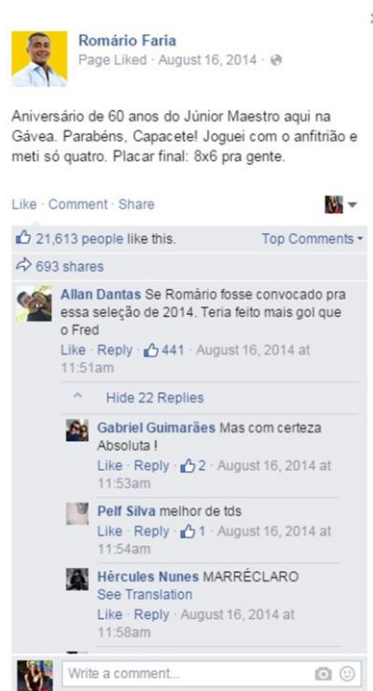 Romário Faria
Page Liked · August 16, 2014 ·
Aniversário de 60 anos do Júnior Maestro aqui na
Gávea. Parabéns, Capacete! Joguei com o anfitrião e
meti só quatro. Placar final: 8x6 pra gente.
Like · Comment · Share
21,613 people like this. Top Comments
693 shares
Allan Dantas Se Romário fosse convocado pra
essa seleção de 2014. Teria feito mais gol que
o Fred
Like · Reply · 441 · August 16, 2014 at
11:51am
Hide 22 Replies
Gabriel Guimarães Mas com certeza
Absoluta !
Like · Reply · 2 · August 16, 2014 at
11:53am
Pelf Silva melhor de tds
Like · Reply · 1 · August 16, 2014 at
11:54am
Hércules Nunes MARRÉCLARO
See Translation
Like · Reply · August 16, 2014 at
11:58am
Write a comment...